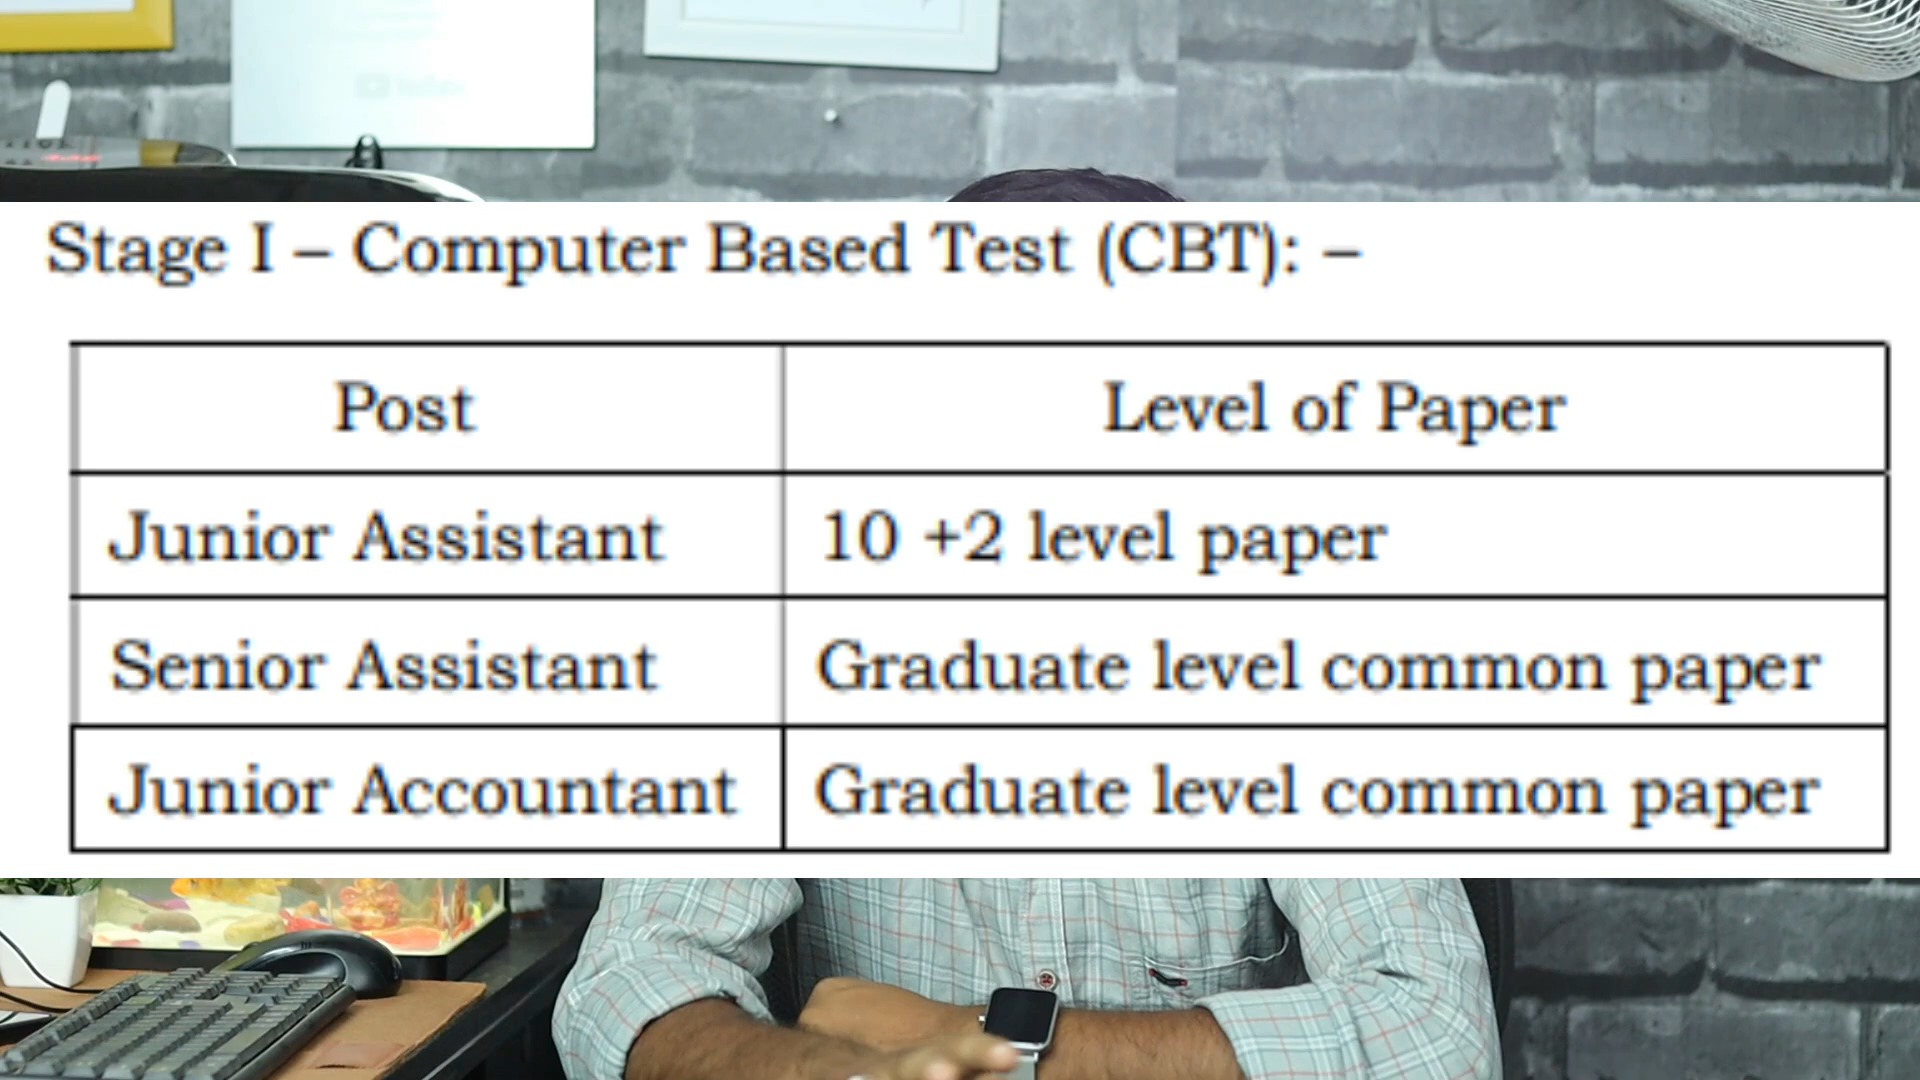 Stage I – Computer Based Test (CBT): –
Post Level of Paper
Junior Assistant 10 +2 level paper
Senior Assistant Graduate level common paper
Junior Accountant Graduate level common paper